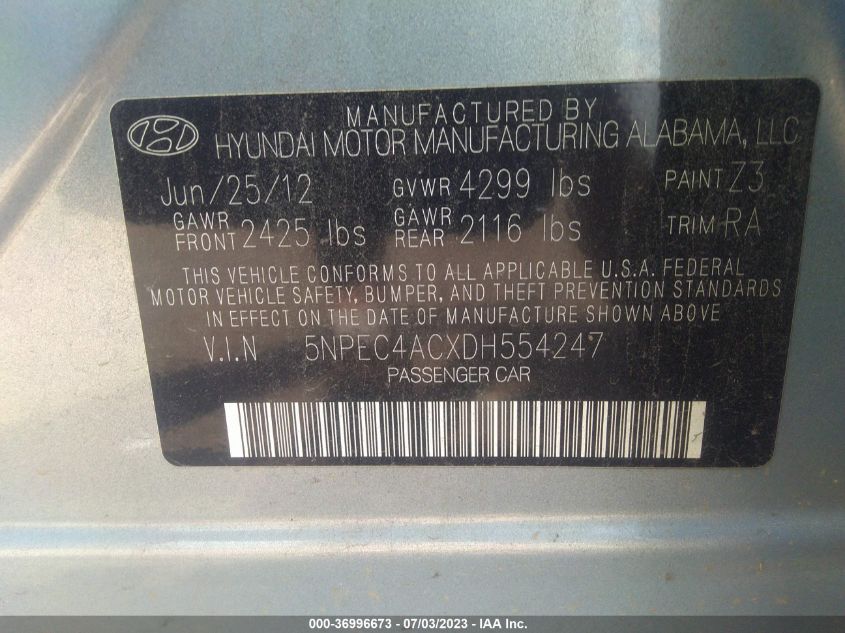 MANUFACTURED BY
HYUNDAI MOTOR MANUFACTURING ALABAMA, LLC
Jun/25/12 GVWR 4299 lbs PAINT Z3
GAWR FRONT 2425 lbs GAWR REAR 2116 lbs TRIM RA
THIS VEHICLE CONFORMS TO ALL APPLICABLE U.S.A. FEDERAL
MOTOR VEHICLE SAFETY, BUMPER, AND THEFT PREVENTION STANDARDS
IN EFFECT ON THE DATE OF MANUFACTURE SHOWN ABOVE
V.I.N 5NPEC4ACXDH554247
PASSENGER CAR
000-36996673 - 07/03/2023 - IAA Inc.